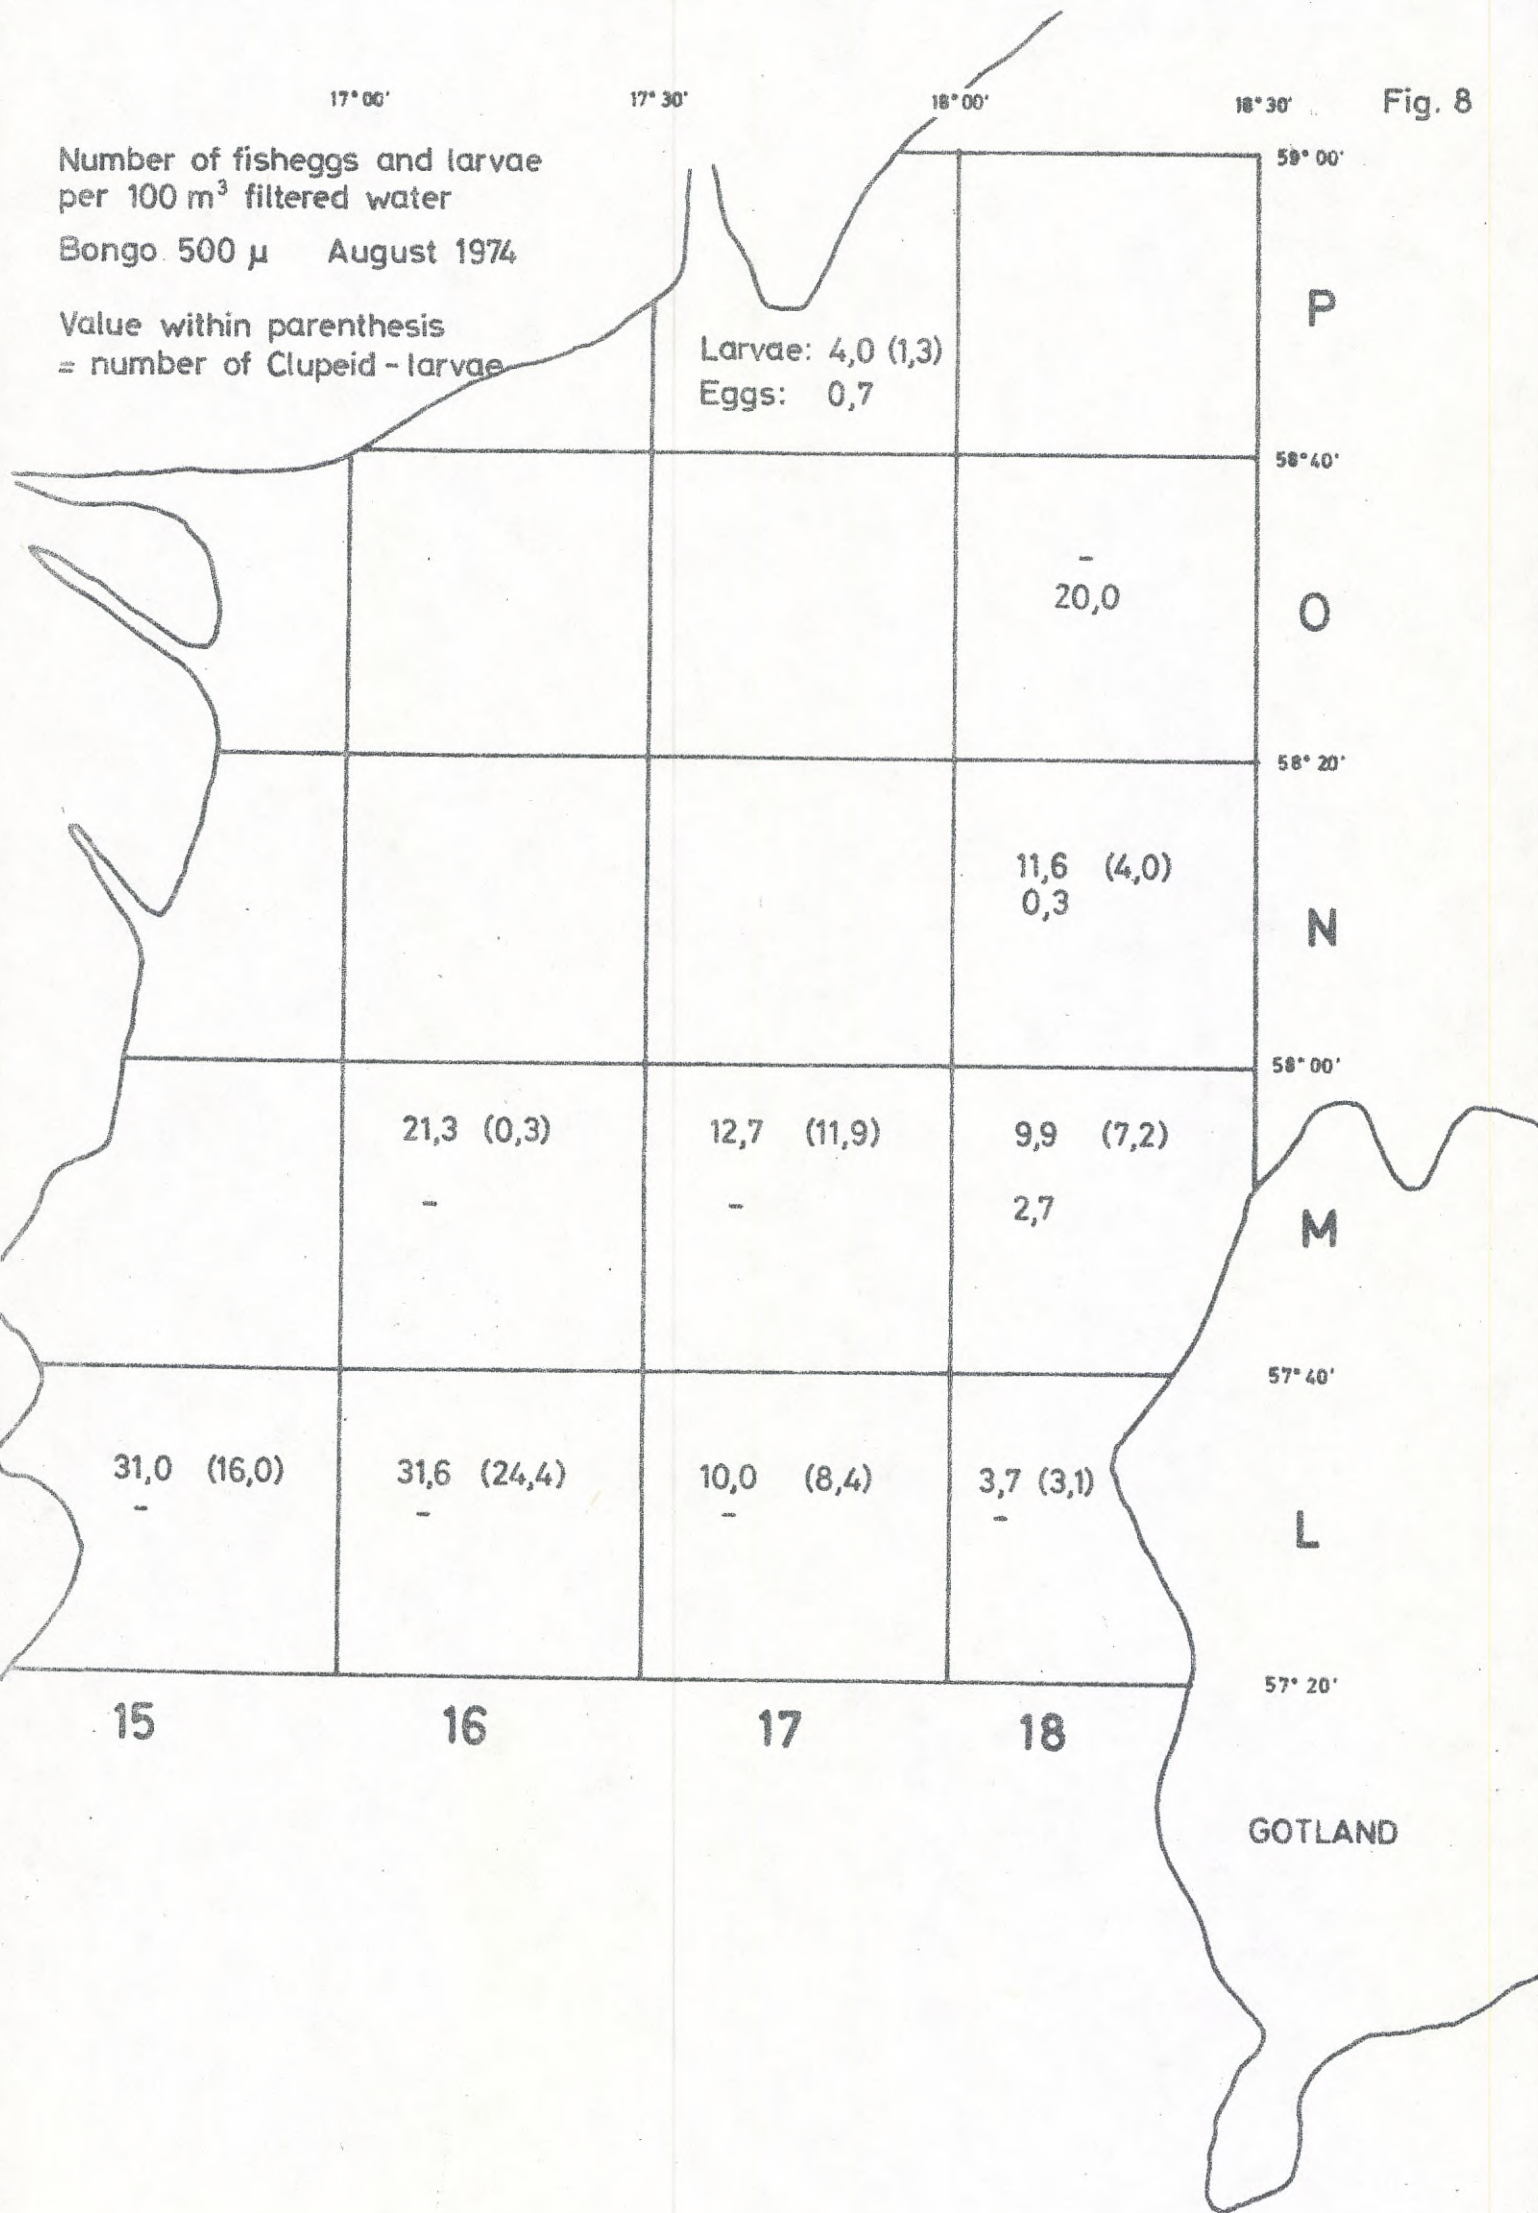 17°00' 17°30' 18°00' 18°30' Fig. 8
Number of fisheggs and larvae
per 100 m³ filtered water
Bongo 500 µ August 1974
Value within parenthesis
= number of Clupeid-larvae
59°00'
P
Larvae: 4,0 (1,3)
Eggs: 0,7
58°40'
-
20,0
O
58°20'
11,6 (4,0)
0,3
N
58°00'
21,3 (0,3) 12,7 (11,9) 9,9 (7,2)
- - 2,7
M
57°40'
31,0 (16,0) 31,6 (24,4) 10,0 (8,4) 3,7 (3,1)
- - - -
L
57°20'
15 16 17 18
GOTLAND